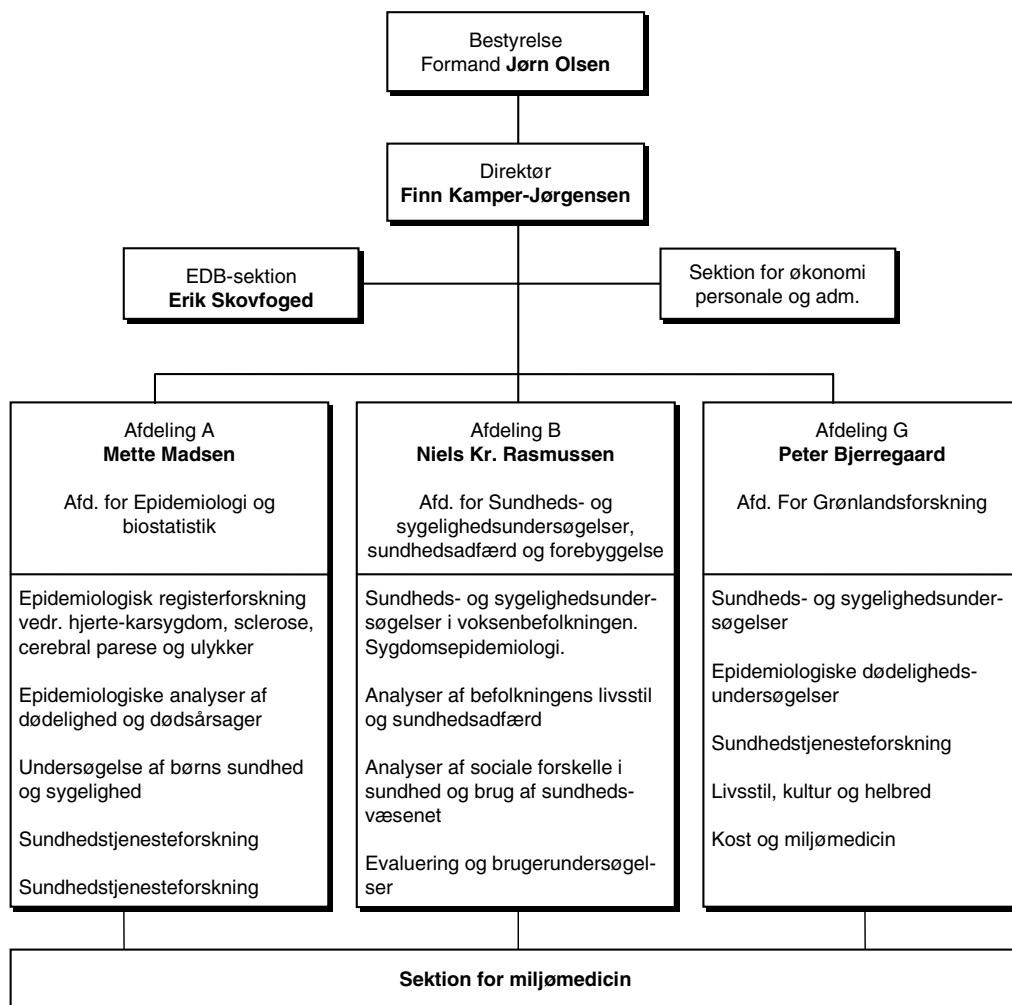 Bestyrelse
Formand Jørn Olsen
Direktør
Finn Kamper-Jørgensen
EDB-sektion
Erik Skovfoged
Sektion for økonomi
personale og adm.
Afdeling A
Mette Madsen
Afd. for Epidemiologi og
biostatistik
Epidemiologisk registerforskning
vedr. hjerte-karsygdom, sclerose,
cerebral parese og ulykker
Epidemiologiske analyser af
dødelighed og dødsårsager
Undersøgelse af børns sundhed
og sygelighed
Sundhedstjenesteforskning
Sundhedstjenesteforskning
Afdeling B
Niels Kr. Rasmussen
Afd. for Sundheds- og
sygelighedsundersøgelser,
sundhedsadfærd og forebyggelse
Sundheds- og sygelighedsunder-
søgelser i voksenbefolkningen.
Sygdomsepidemiologi.
Analyser af befolkningens livsstil
og sundhedsadfærd
Analyser af sociale forskelle i
sundhed og brug af sundheds-
væsenet
Evaluering og brugerundersøgel-
ser
Afdeling G
Peter Bjerregaard
Afd. For Grønlandsforskning
Sundheds- og sygelighedsunder-
søgelser
Epidemiologiske dødeligheds-
undersøgelser
Sundhedstjenesteforskning
Livsstil, kultur og helbred
Kost og miljømedicin
Sektion for miljømedicin